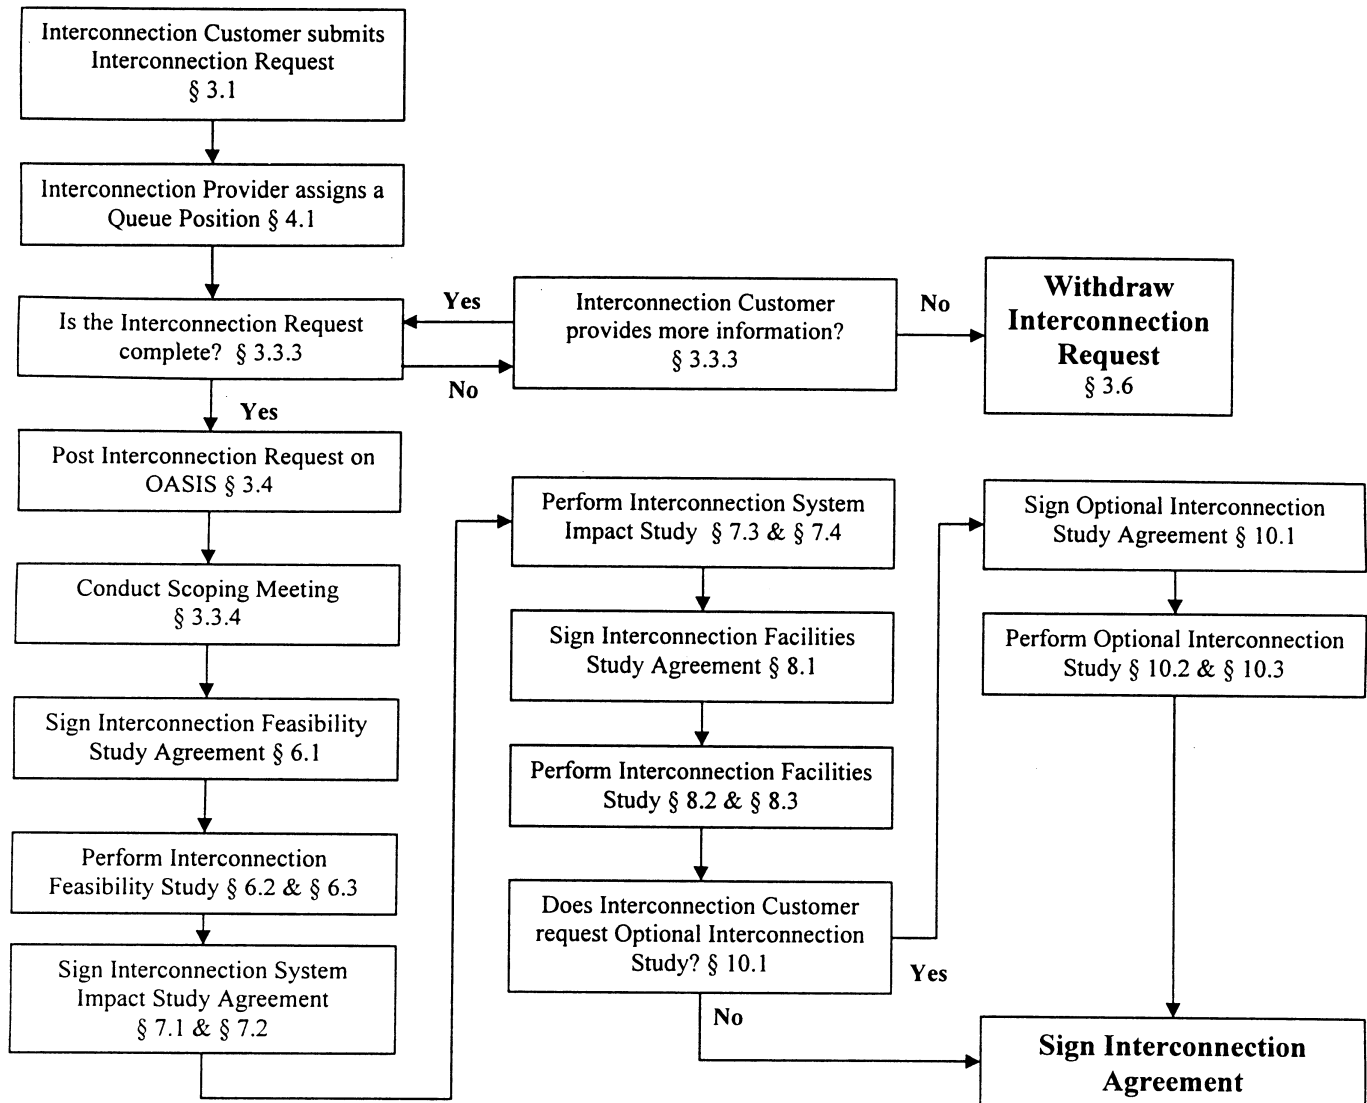 Interconnection Customer submits
Interconnection Request
§ 3.1
Interconnection Provider assigns a
Queue Position § 4.1
Is the Interconnection Request
complete? § 3.3.3
Yes
No
Interconnection Customer
provides more information?
§ 3.3.3
No
Withdraw
Interconnection
Request
§ 3.6
Yes
Post Interconnection Request on
OASIS § 3.4
Conduct Scoping Meeting
§ 3.3.4
Sign Interconnection Feasibility
Study Agreement § 6.1
Perform Interconnection
Feasibility Study § 6.2 & § 6.3
Sign Interconnection System
Impact Study Agreement
§ 7.1 & § 7.2
Perform Interconnection System
Impact Study § 7.3 & § 7.4
Sign Interconnection Facilities
Study Agreement § 8.1
Perform Interconnection Facilities
Study § 8.2 & § 8.3
Does Interconnection Customer
request Optional Interconnection
Study? § 10.1
Yes
No
Sign Optional Interconnection
Study Agreement § 10.1
Perform Optional Interconnection
Study § 10.2 & § 10.3
Sign Interconnection
Agreement